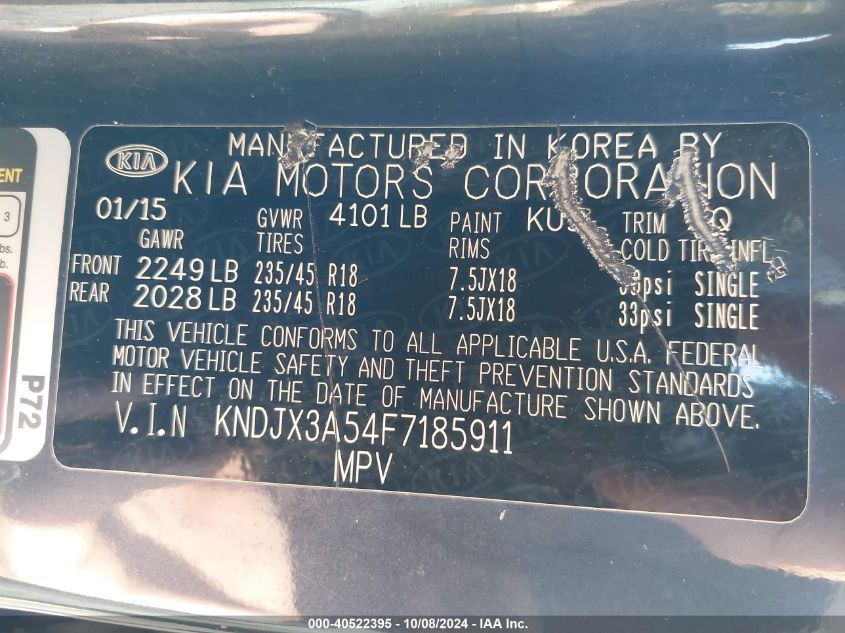 MANUFACTURED IN KOREA BY
KIA KIA MOTORS CORPORATION
01/15 GVWR 4101 LB PAINT TRIM
GAWR TIRES RIMS COLD TIRE INFL
FRONT 2249 LB 235/45 R18 7.5JX18 SINGLE
REAR 2028 LB 235/45 R18 7.5JX18 33psi SINGLE
THIS VEHICLE CONFORMS TO ALL APPLICABLE U.S.A. FEDERAL
MOTOR VEHICLE SAFETY AND THEFT PREVENTION STANDARDS
IN EFFECT ON THE DATE OF MANUFACTURE SHOWN ABOVE.
V.I.N KNDJX3A54F7185911
MPV
3
P72
000-40522395 - 10/08/2024 - IAA Inc.